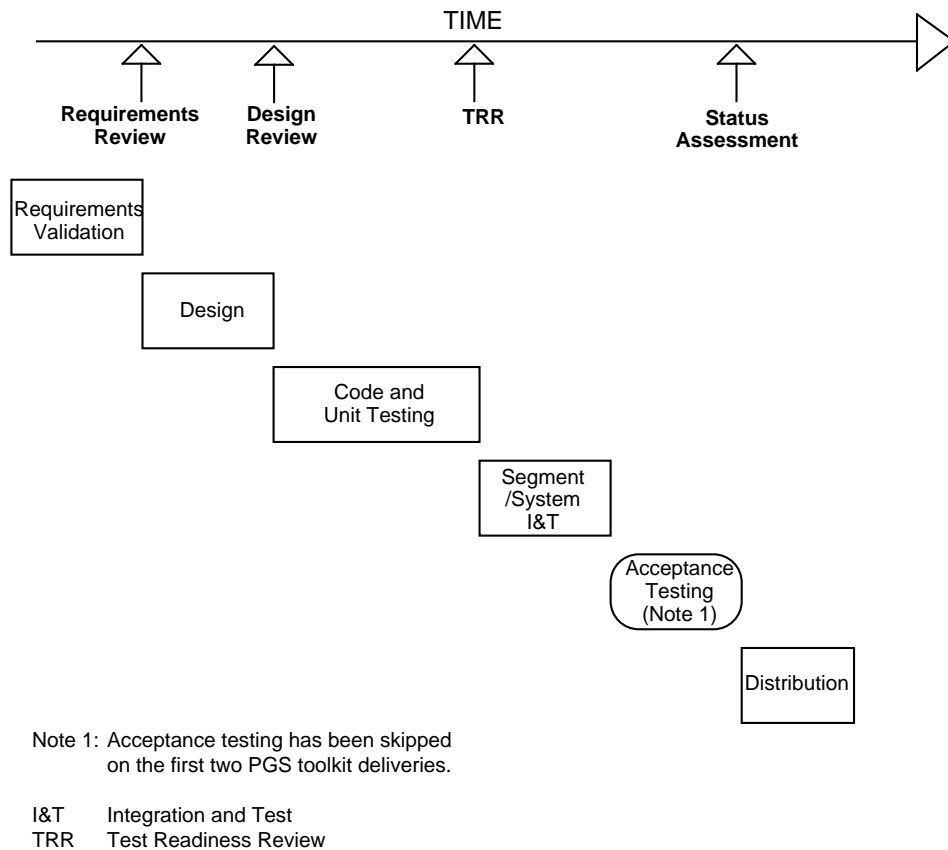 TIME
Requirements
Review
Design
Review
TRR
Status
Assessment
Requirements
Validation
Design
Code and
Unit Testing
Segment
/System
I&T
Acceptance
Testing
(Note 1)
Distribution
Note 1: Acceptance testing has been skipped
on the first two PGS toolkit deliveries.
I&T Integration and Test
TRR Test Readiness Review